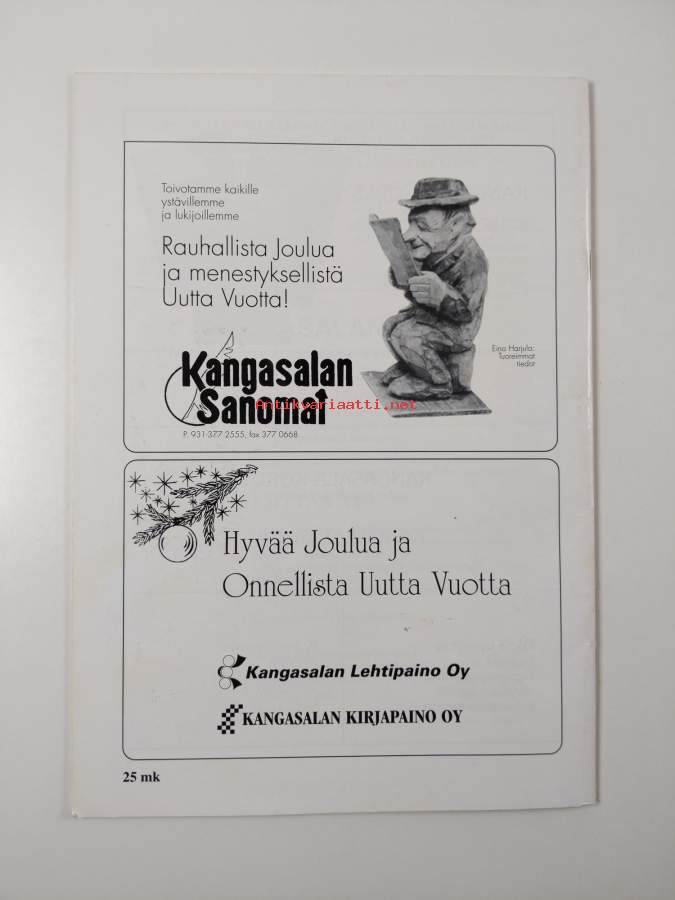 Toivotamme kaikille
ystävillemme
ja lukijoillemme
Rauhallista Joulua
ja menestyksellistä
Uutta Vuotta!
Eino Harjula:
Tuoreimmat
tiedot
Kangasalan
Sanomat
Antikvariaatti.net
P. 931-377 2555, fax 377 0668
Hyvää Joulua ja
Onnellista Uutta Vuotta
Kangasalan Lehtipaino Oy
KANGASALAN KIRJAPAINO OY
25 mk